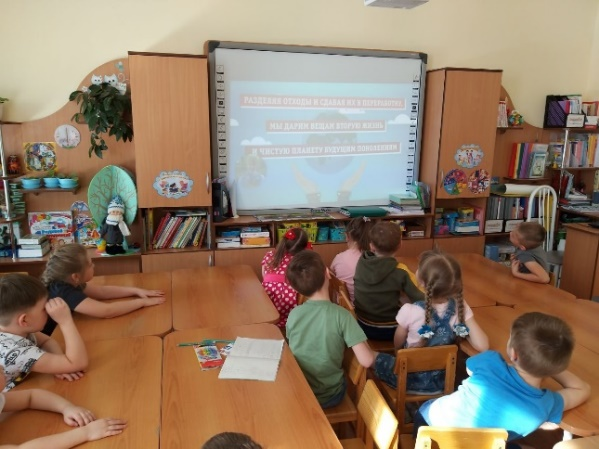 РАЗДЕЛЯЯ ОТХОДЫ И СДАВАЯ ИХ В ПЕРЕРАБОТКУ,
МЫ ДАРИМ ВЕЩАМ ВТОРУЮ ЖИЗНЬ
И ЧИСТУЮ ПЛАНЕТУ БУДУЩИМ ПОКОЛЕНИЯМ